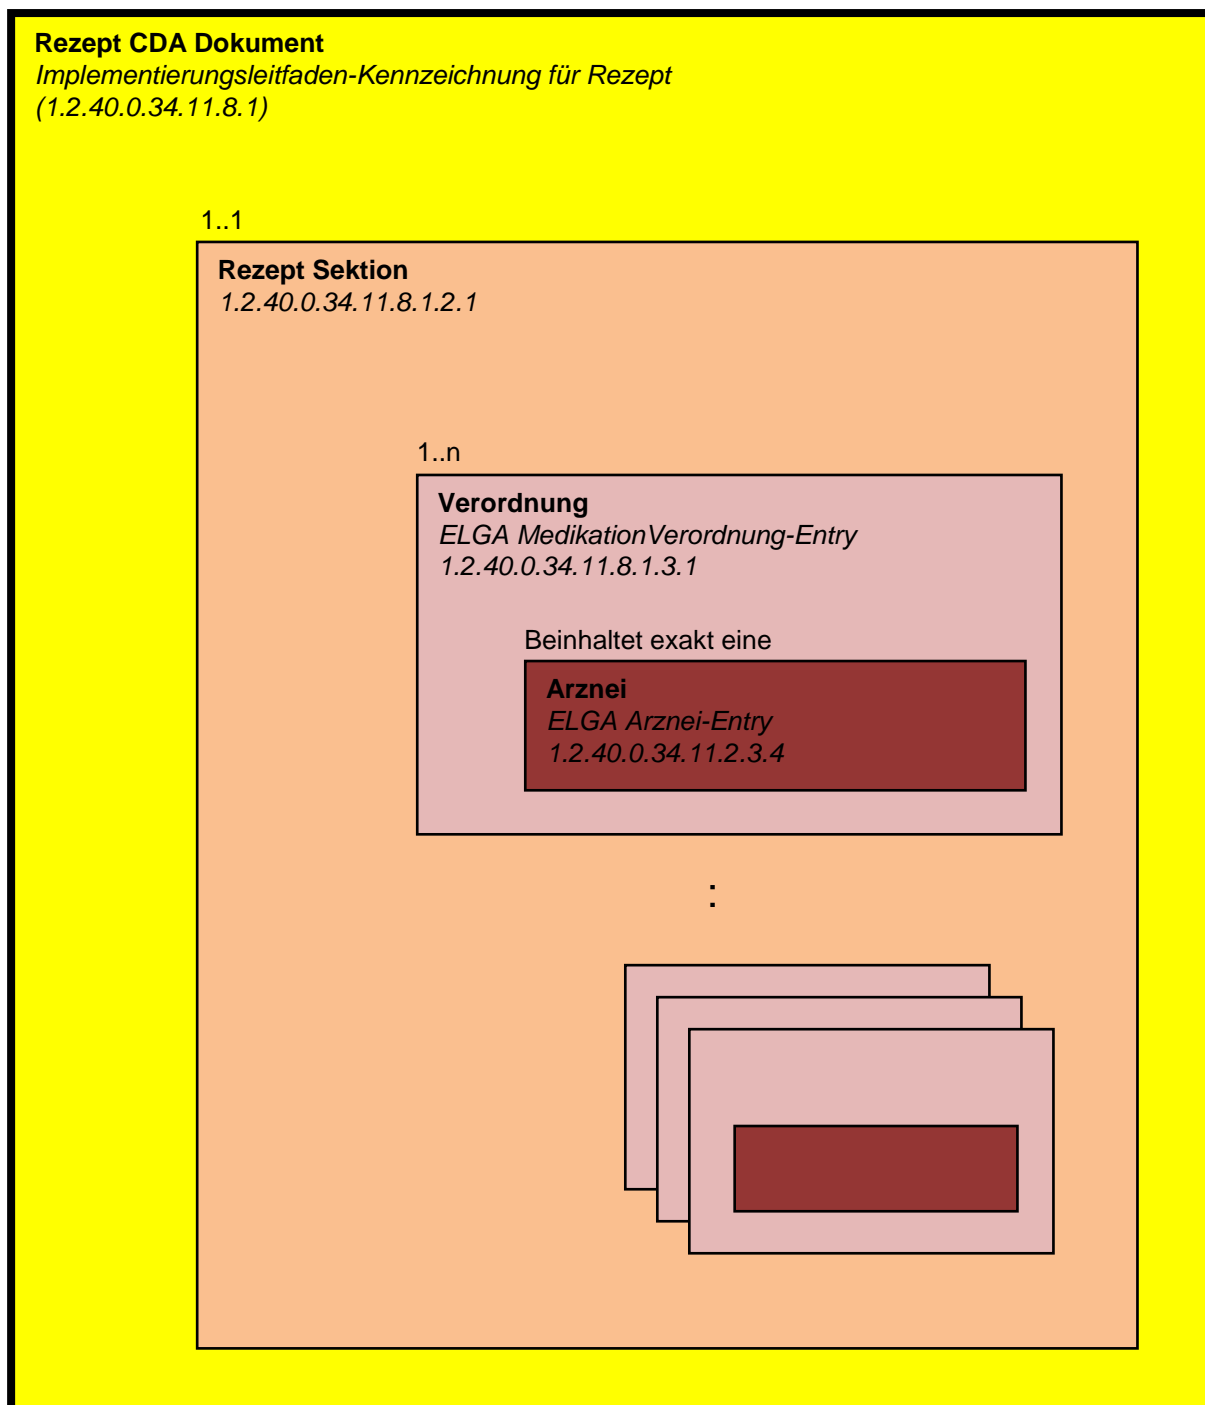 Rezept CDA Dokument
Implementierungsleitfaden-Kennzeichnung für Rezept
(1.2.40.0.34.11.8.1)
1..1
Rezept Sektion
1.2.40.0.34.11.8.1.2.1
1..n
Verordnung
ELGA MedikationVerordnung-Entry
1.2.40.0.34.11.8.1.3.1
Beinhaltet exakt eine
Arznei
ELGA Arznei-Entry
1.2.40.0.34.11.2.3.4
: